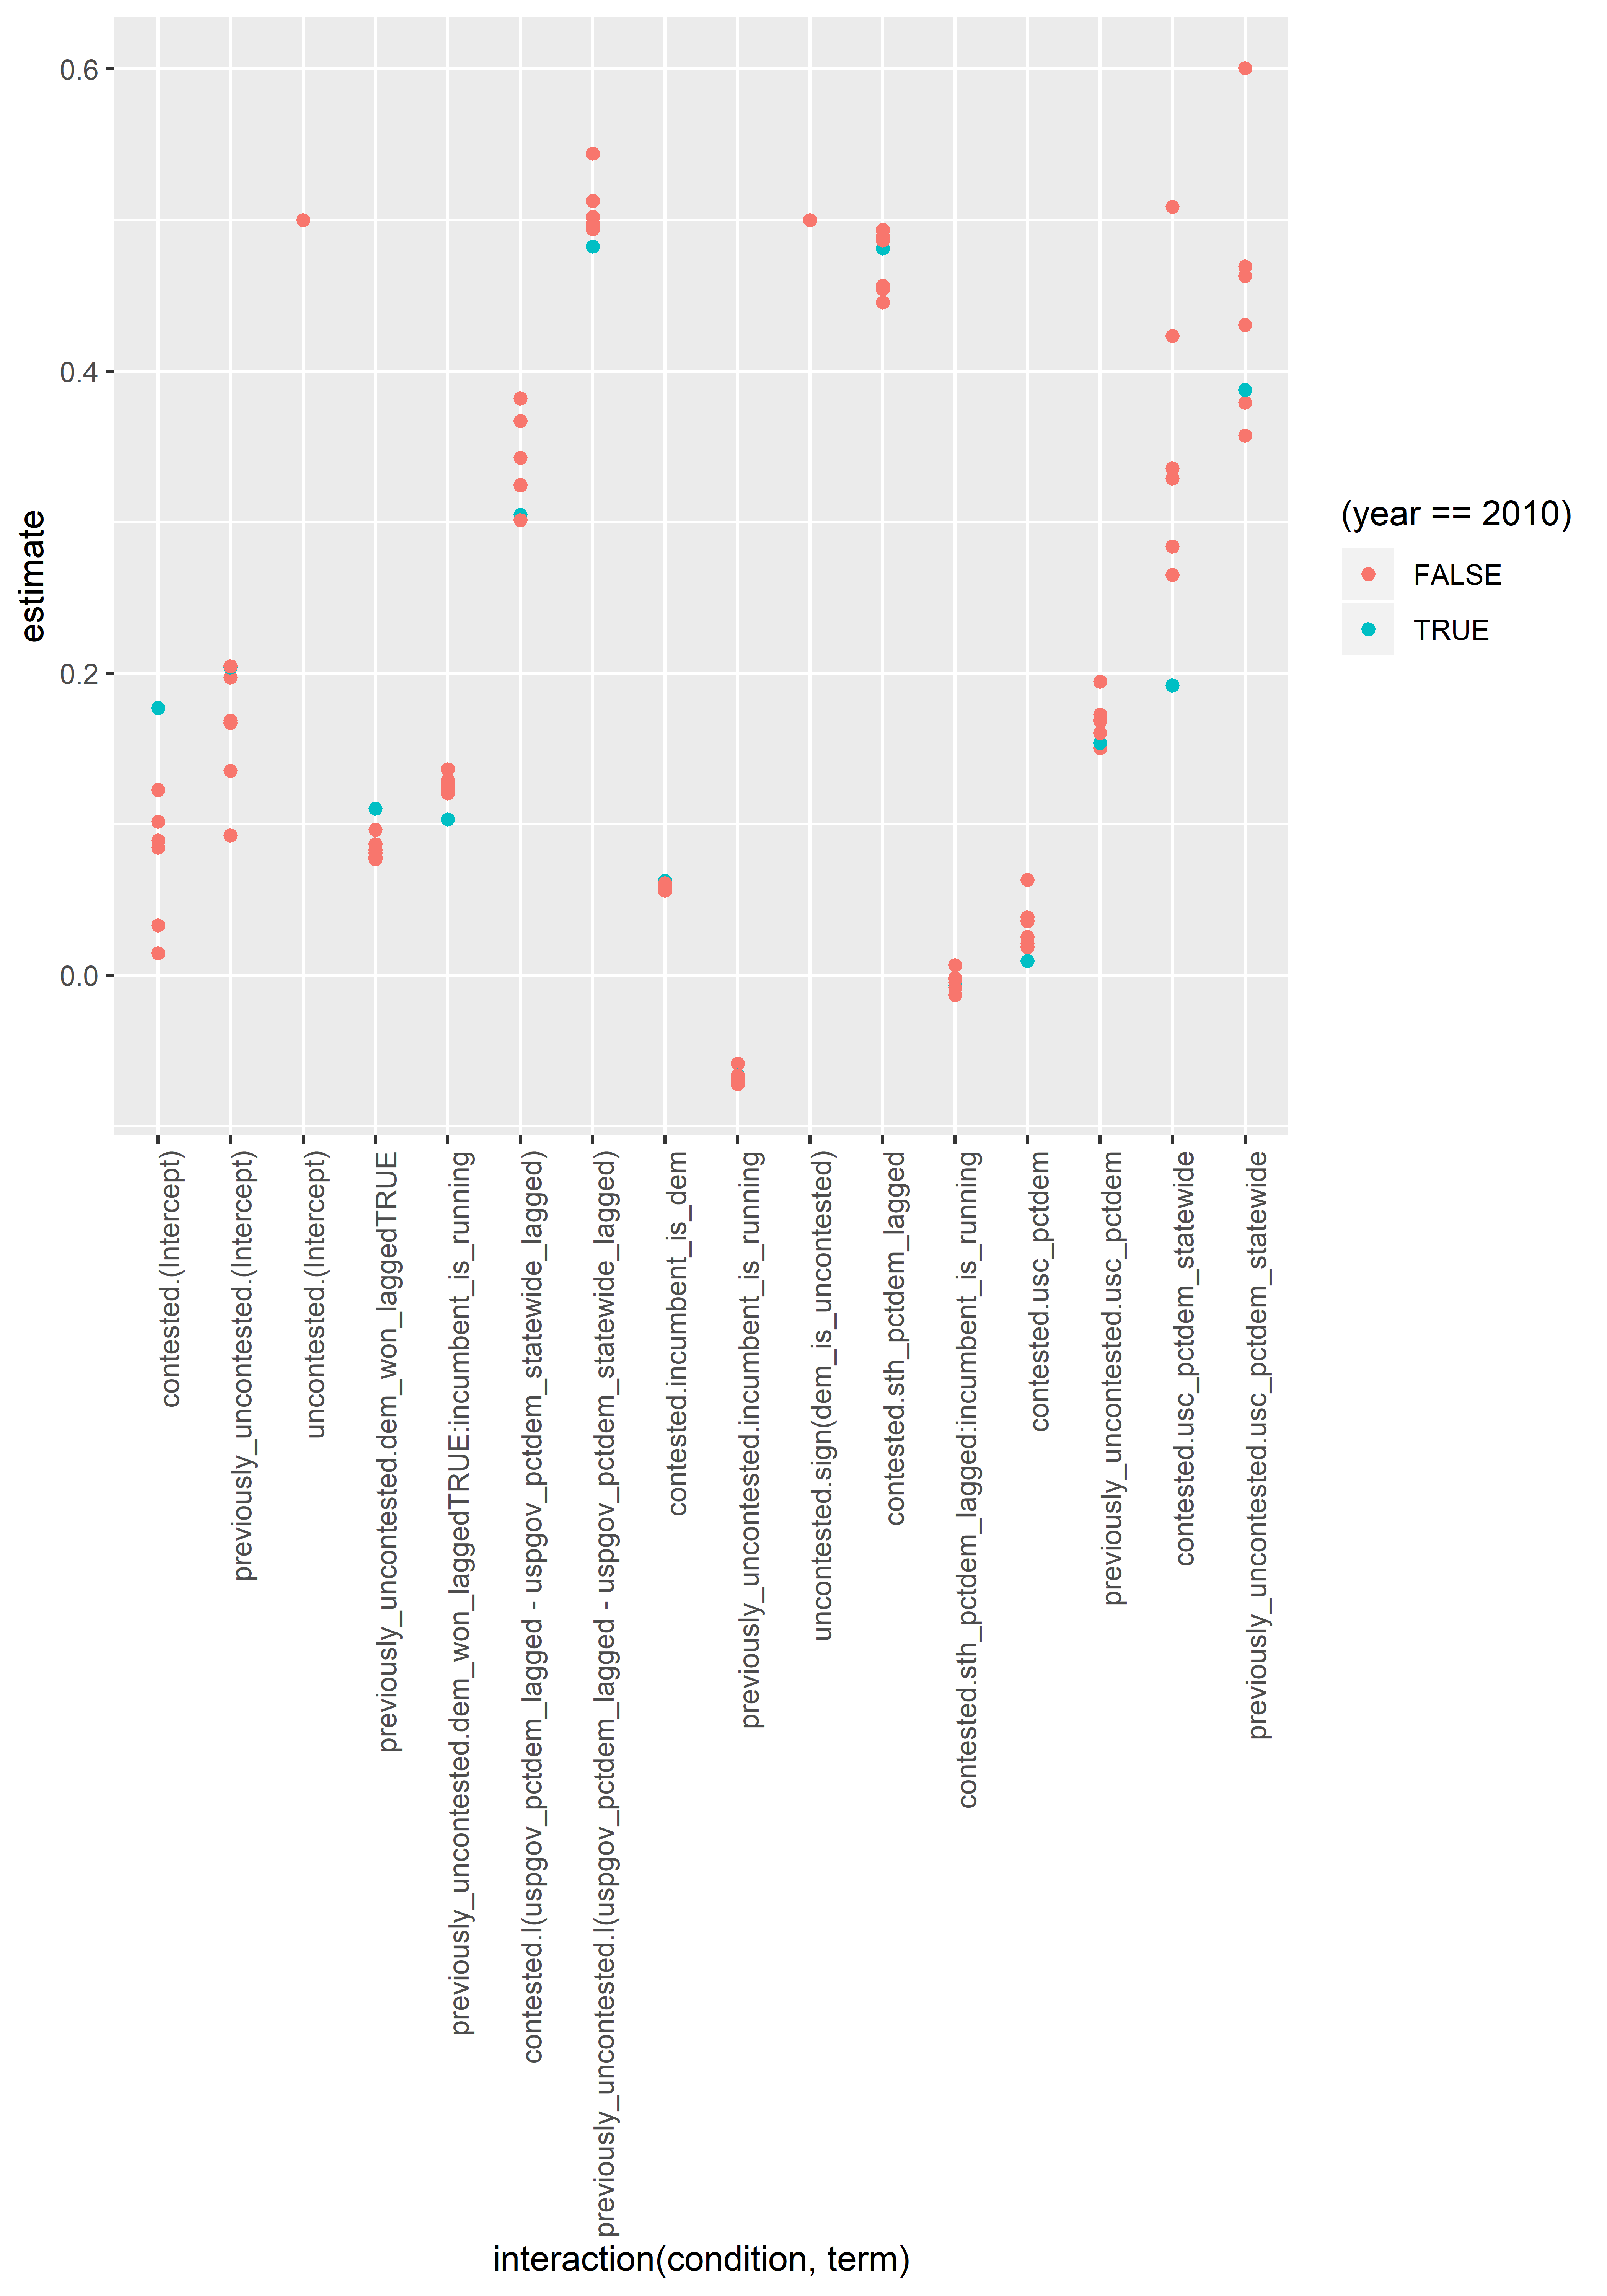 0.6
0.4
0.2
0.0
estimate
contested.(Intercept)
previously_uncontested.(Intercept)
uncontested.(Intercept)
previously_uncontested.dem_won_laggedTRUE
previously_uncontested.dem_won_laggedTRUE:incumbent_is_running
contested.I(uspgov_pctdem_lagged - uspgov_pctdem_statewide_lagged)
previously_uncontested.I(uspgov_pctdem_lagged - uspgov_pctdem_statewide_lagged)
contested.incumbent_is_dem
previously_uncontested.incumbent_is_running
uncontested.sign(dem_is_uncontested)
contested.sth_pctdem_lagged
contested.sth_pctdem_lagged:incumbent_is_running
contested.usc_pctdem
previously_uncontested.usc_pctdem
contested.usc_pctdem_statewide
previously_uncontested.usc_pctdem_statewide
interaction(condition, term)
(year == 2010)
FALSE
TRUE